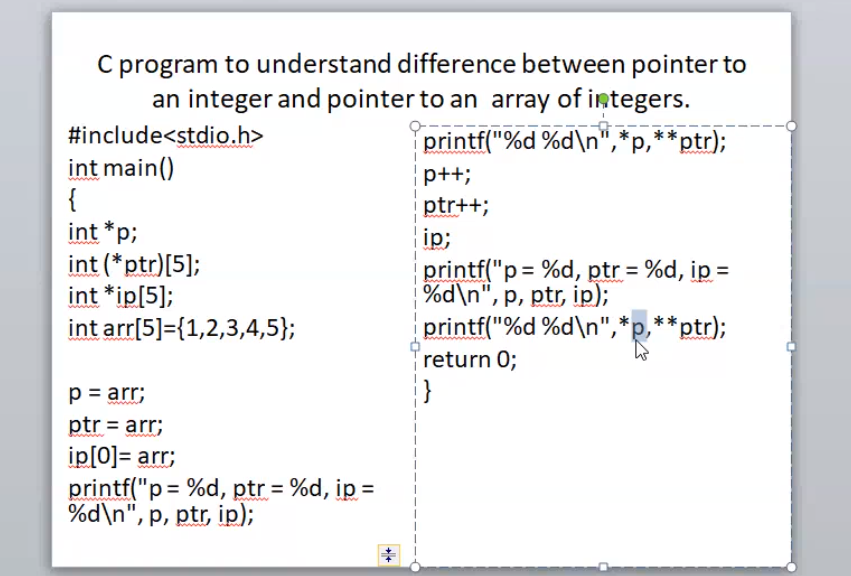 C program to understand difference between pointer to
an integer and pointer to an array of integers.
#include<stdio.h>
int main()
{
int *p;
int (*ptr)[5];
int *ip[5];
int arr[5]={1,2,3,4,5};
p = arr;
ptr = arr;
ip[0]= arr;
printf("p = %d, ptr = %d, ip =
%d\n", p, ptr, ip);
printf("%d %d\n",*p,**ptr);
p++;
ptr++;
ip;
printf("p = %d, ptr = %d, ip =
%d\n", p, ptr, ip);
printf("%d %d\n",*p,**ptr);
return 0;
}